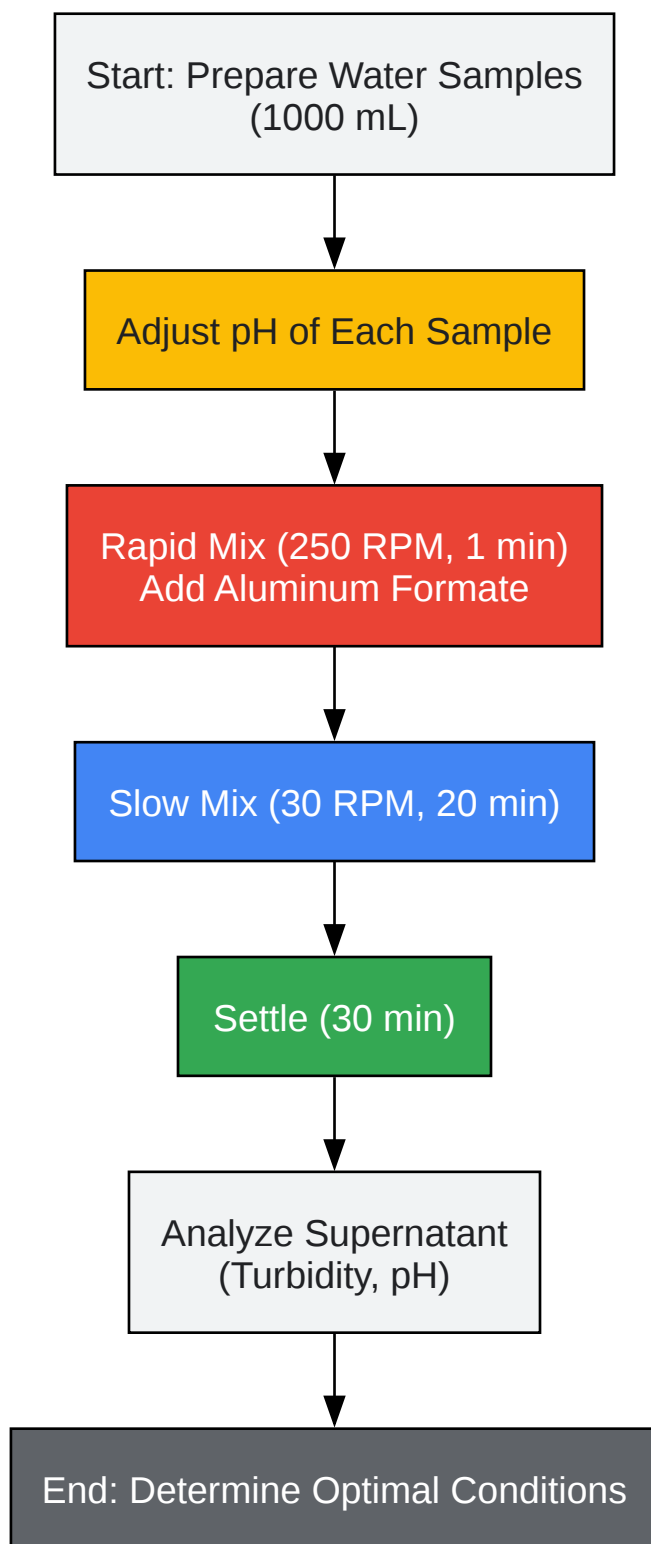 Start: Prepare Water Samples
(1000 mL)
Adjust pH of Each Sample
Rapid Mix (250 RPM, 1 min)
Add Aluminum Formate
Slow Mix (30 RPM, 20 min)
Settle (30 min)
Analyze Supernatant
(Turbidity, pH)
End: Determine Optimal Conditions